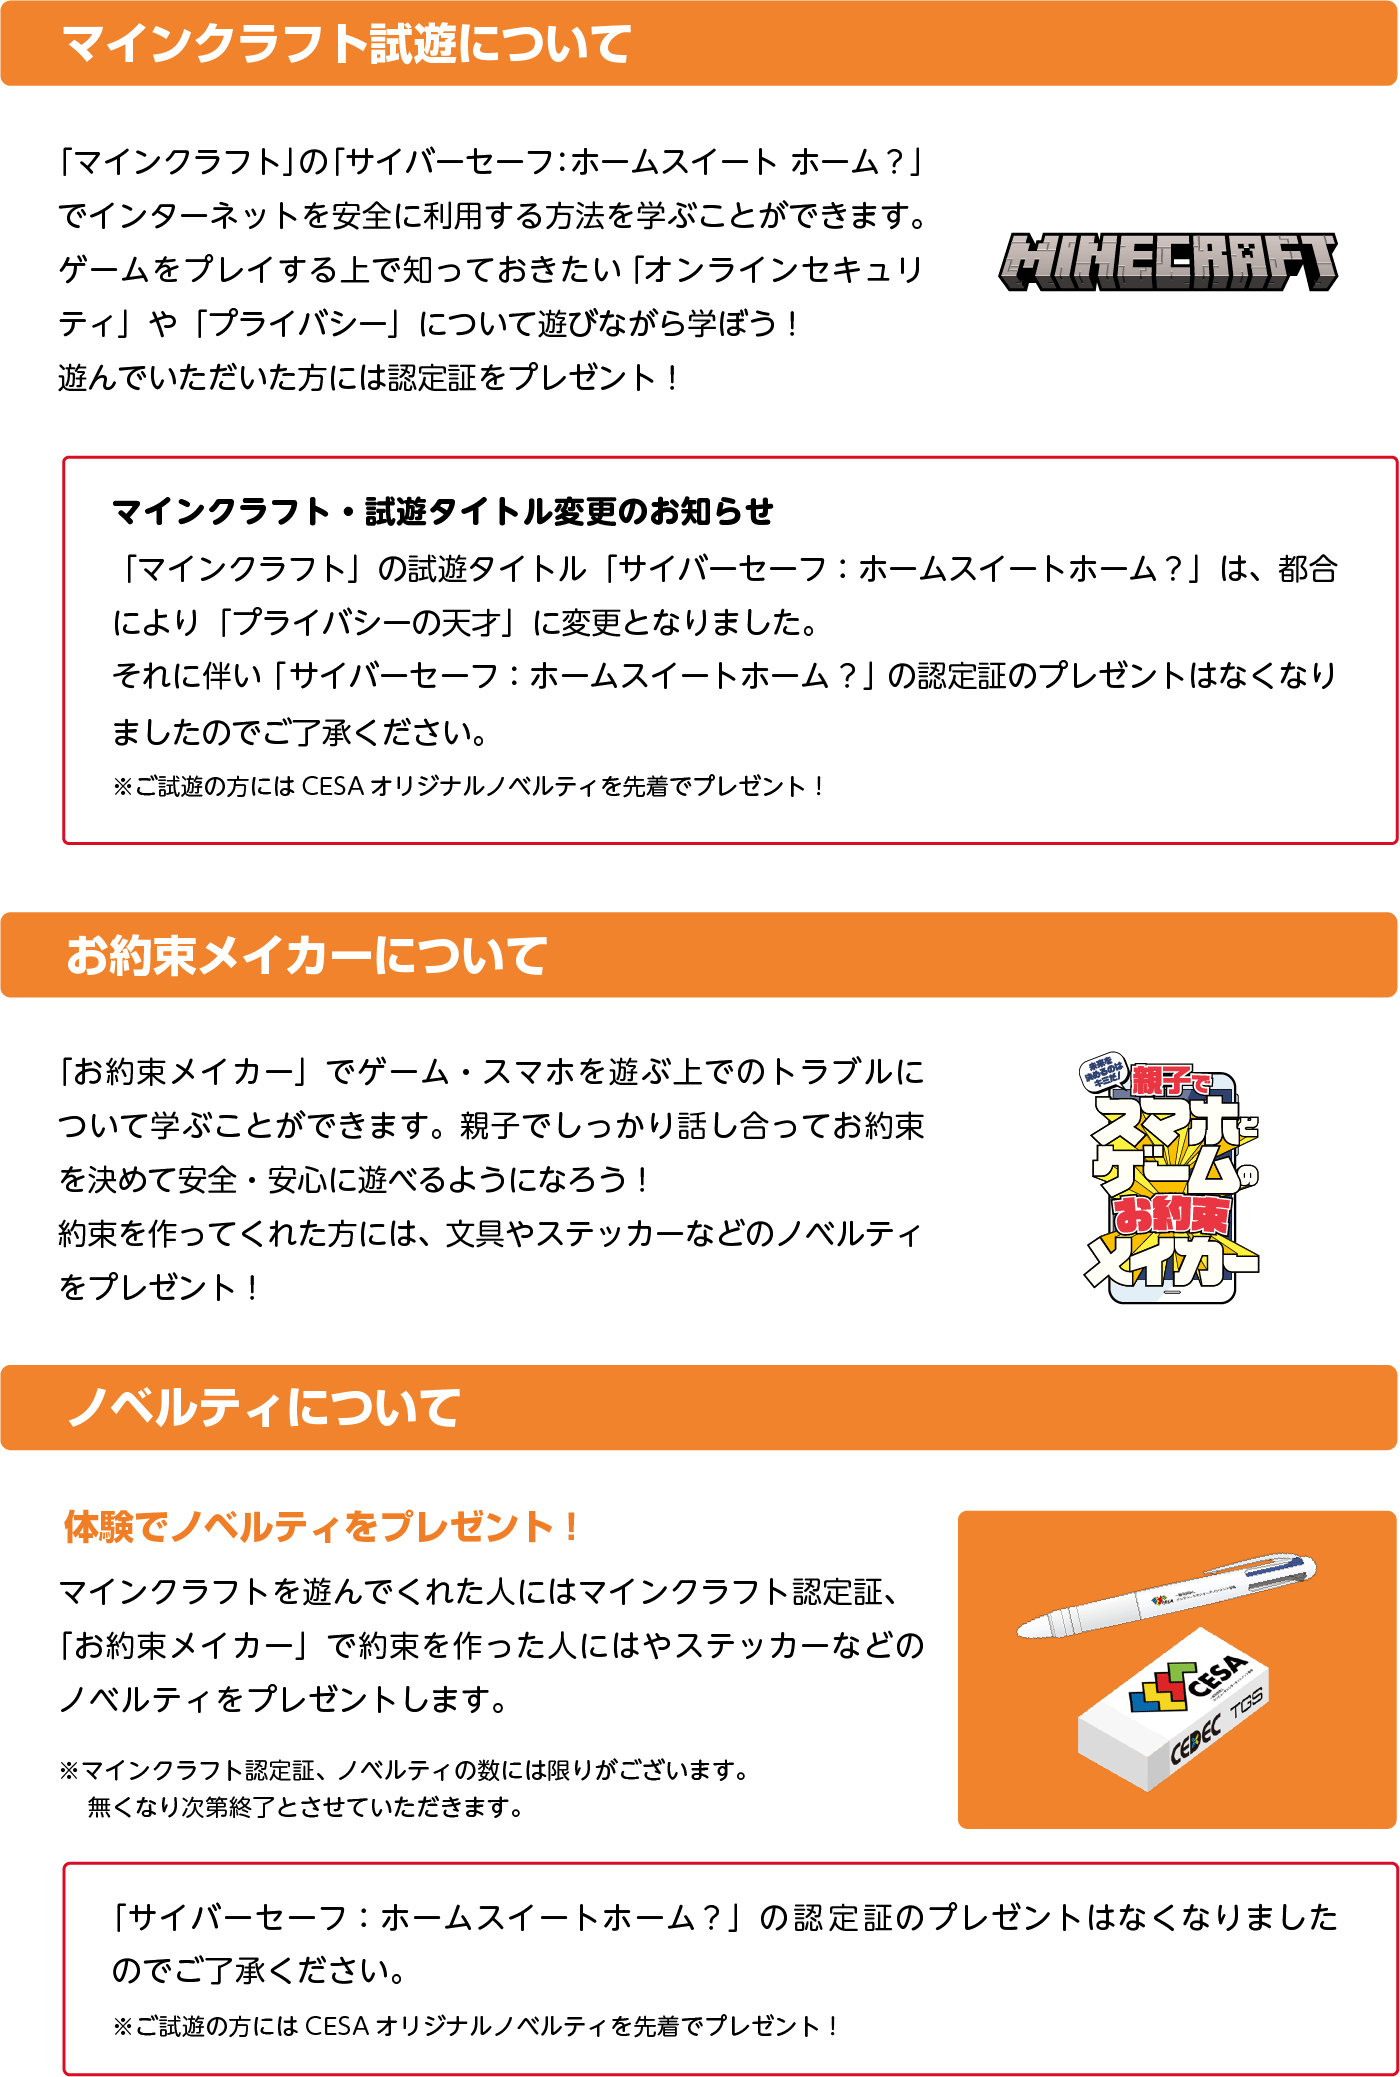 マインクラフト試遊について
「マインクラフト」の「サイバーセーフ:ホームスイート ホーム？」
でインターネットを安全に利用する方法を学ぶことができます。
ゲームをプレイする上で知っておきたい「オンラインセキュリ
ティ」や「プライバシー」について遊びながら学ぼう！
遊んでいただいた方には認定証をプレゼント！
MINECRAFT
マインクラフト・試遊タイトル変更のお知らせ
「マインクラフト」の試遊タイトル「サイバーセーフ：ホームスイートホーム？」は、都合
により「プライバシーの天才」に変更となりました。
それに伴い「サイバーセーフ：ホームスイートホーム？」の認定証のプレゼントはなくなり
ましたのでご了承ください。
※ご試遊の方には CESA オリジナルノベルティを先着でプレゼント！
お約束メイカーについて
「お約束メイカー」でゲーム・スマホを遊ぶ上でのトラブルに
ついて学ぶことができます。親子でしっかり話し合ってお約束
を決めて安全・安心に遊べるようになろう！
約束を作ってくれた方には、文具やステッカーなどのノベルティ
をプレゼント！
未来を
決めるのは
キミだ！
親子で
スマホと
ゲームの
お約束
メイカー
ノベルティについて
体験でノベルティをプレゼント！
マインクラフトを遊んでくれた人にはマインクラフト認定証、
「お約束メイカー」で約束を作った人にはやステッカーなどの
ノベルティをプレゼントします。
※マインクラフト認定証、ノベルティの数には限りがございます。
無くなり次第終了とさせていただきます。
CESA
CESA
CEDEC TGS
「サイバーセーフ：ホームスイートホーム？」の認定証のプレゼントはなくなりました
のでご了承ください。
※ご試遊の方には CESA オリジナルノベルティを先着でプレゼント！